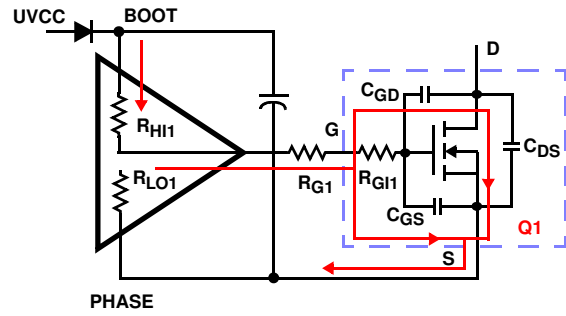 UVCC
BOOT
D
CGD
G
RHI1
CDS
RLO1
RG1
RGI1
CGS
Q1
S
PHASE